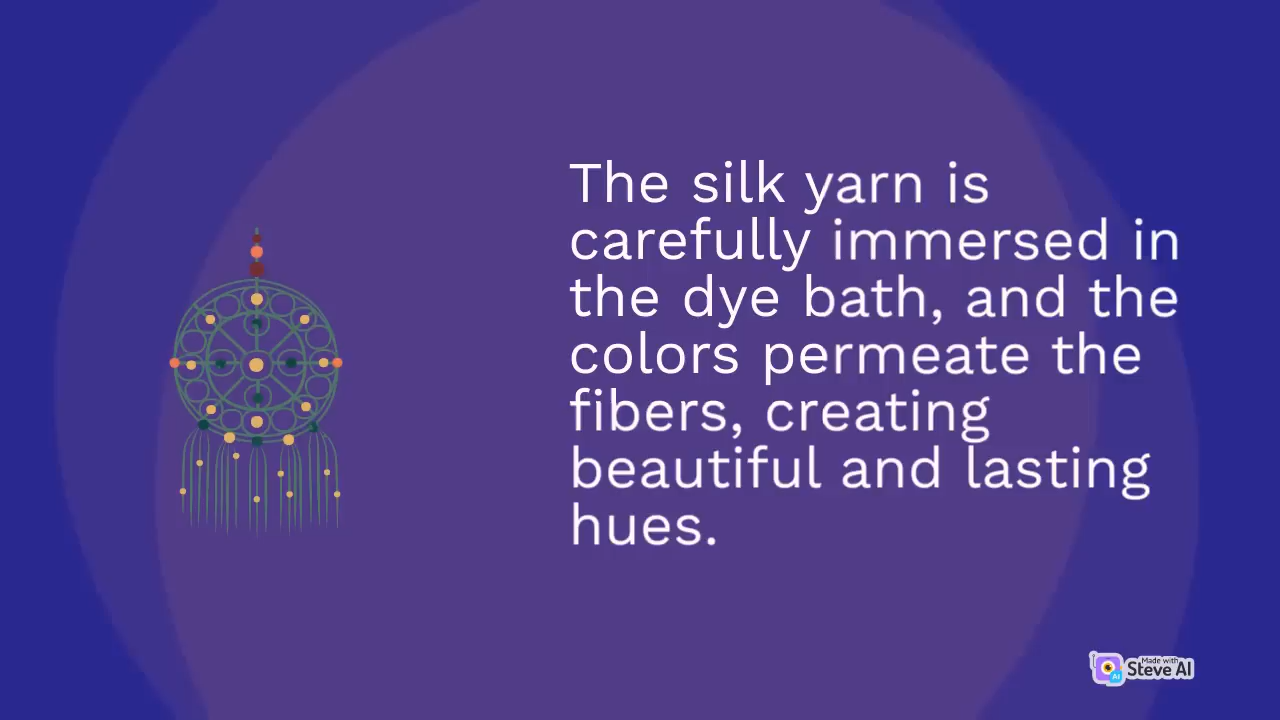 The silk yarn is
carefully immersed in
the dye bath, and the
colors permeate the
fibers, creating
beautiful and lasting
hues.
Made with
Steve AI
AI